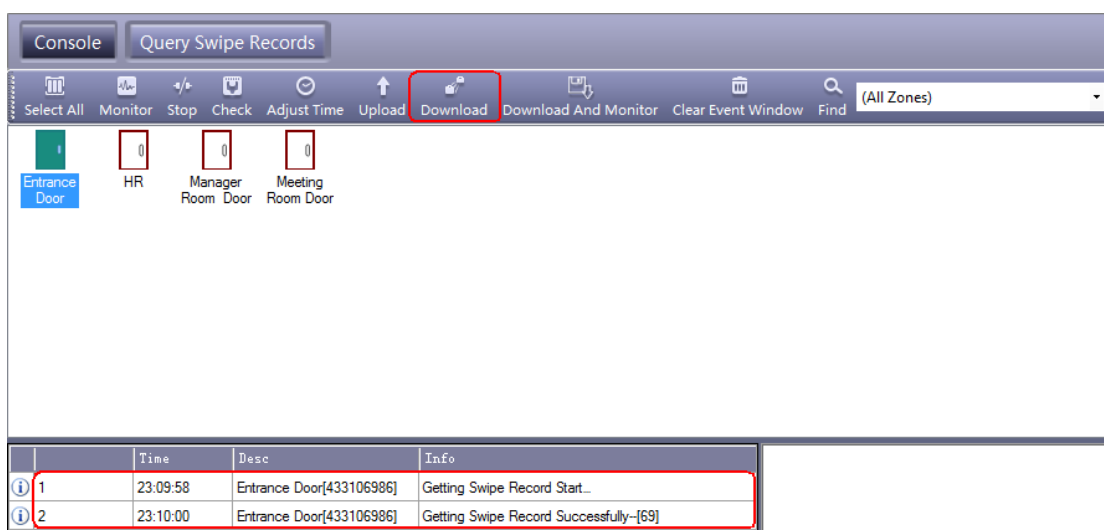 Console Query Swipe Records
Select All Monitor Stop Check Adjust Time Upload Download Download And Monitor Clear Event Window Find (All Zones)
Entrance Door
HR
Manager Room Door
Meeting Room Door
Time Desc Info
1 23:09:58 Entrance Door[433106986] Getting Swipe Record Start...
2 23:10:00 Entrance Door[433106986] Getting Swipe Record Successfully--[69]